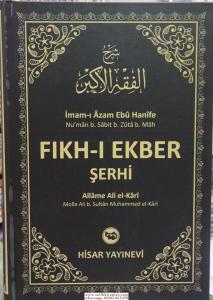 شرح
الفقه الأكبر
İmam-ı Âzam Ebû Hanîfe
Nu'mân b. Sâbit b. Zûtâ b. Mâh
FIKH-I EKBER
ŞERHİ
Allâme Ali el-Kârî
Molla Ali b. Sultân Muhammed el-Kârî
HİSAR YAYINEVİ